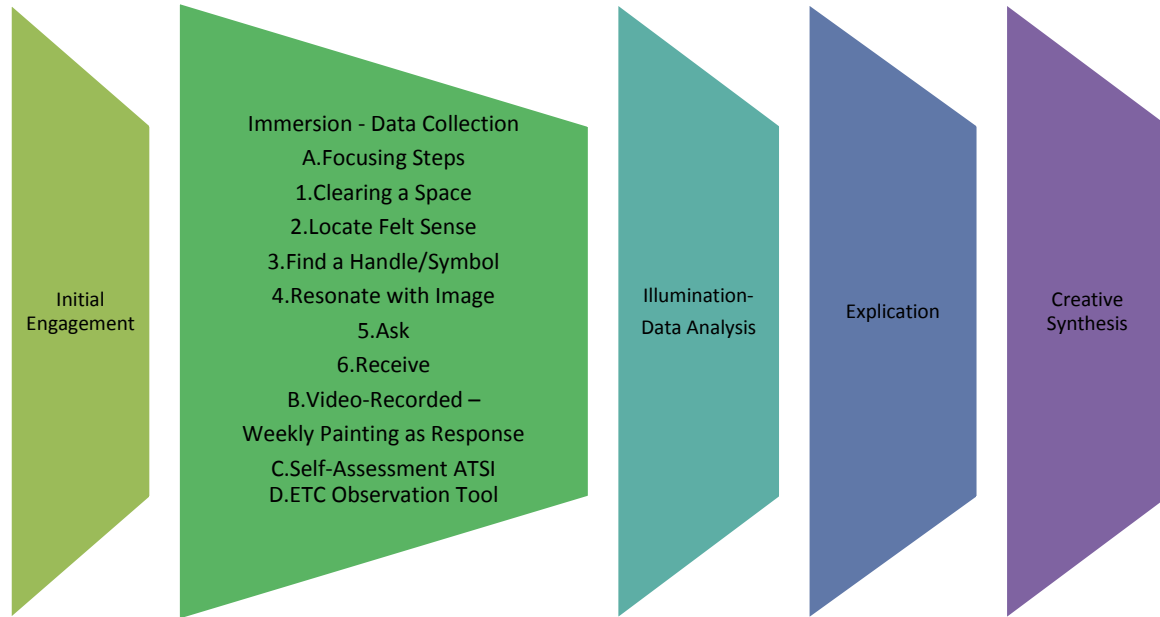 Initial
Engagement
Immersion - Data Collection
A.Focusing Steps
1.Clearing a Space
2.Locate Felt Sense
3.Find a Handle/Symbol
4.Resonate with Image
5.Ask
6.Receive
B.Video-Recorded –
Weekly Painting as Response
C.Self-Assessment ATSI
D.ETC Observation Tool
Illumination-
Data Analysis
Explication
Creative
Synthesis